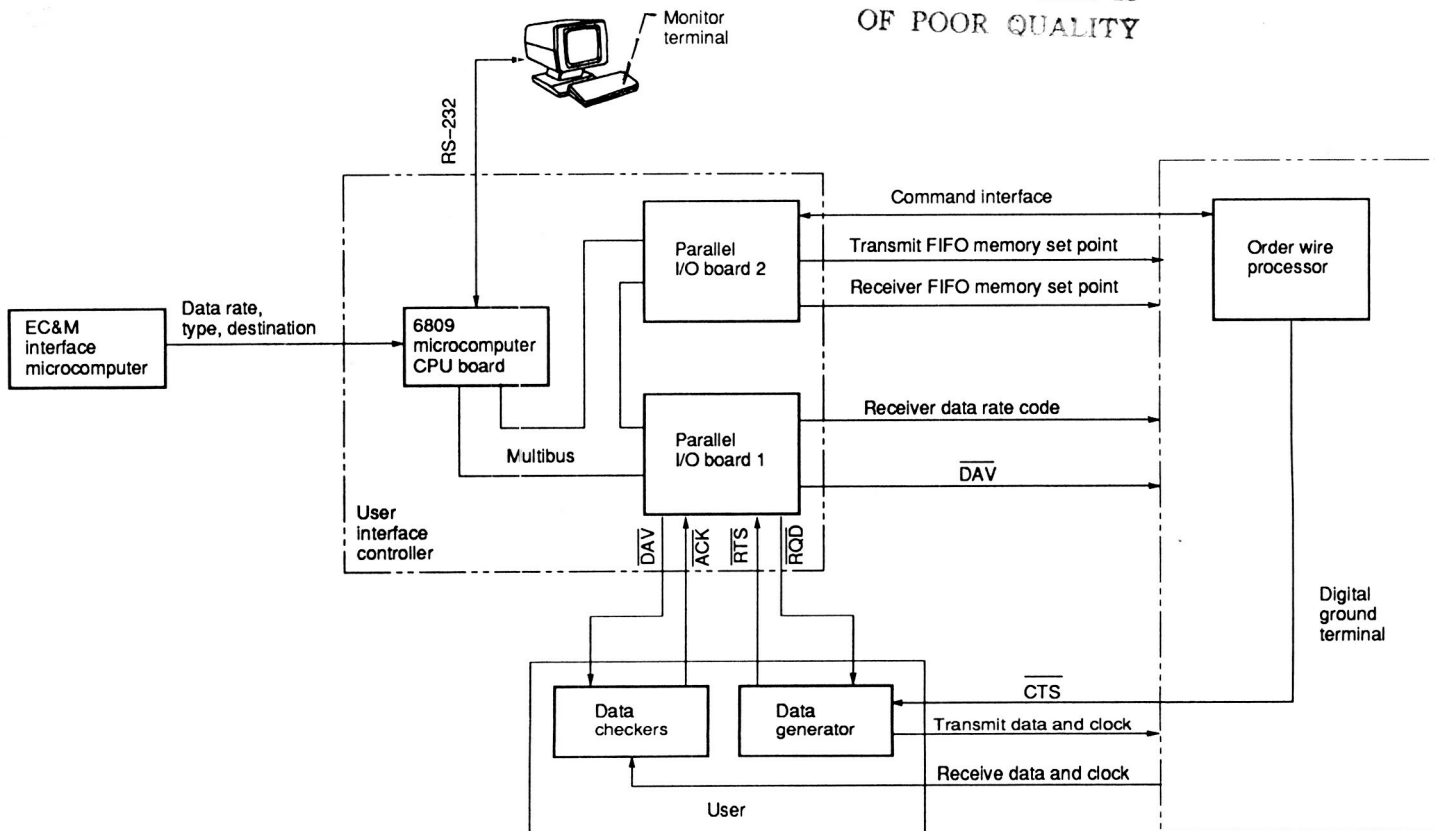 OF POOR QUALITY
Monitor
terminal
RS-232
Command interface
Transmit FIFO memory set point
Receiver FIFO memory set point
Order wire
processor
Parallel
I/O board 2
Data rate,
type, destination
EC&M
interface
microcomputer
6809
microcomputer
CPU board
Receiver data rate code
Parallel
I/O board 1
Multibus
DAV
User
interface
controller
DAV
ACK
RTS
RQD
Digital
ground
terminal
CTS
Data
checkers
Data
generator
Transmit data and clock
Receive data and clock
User